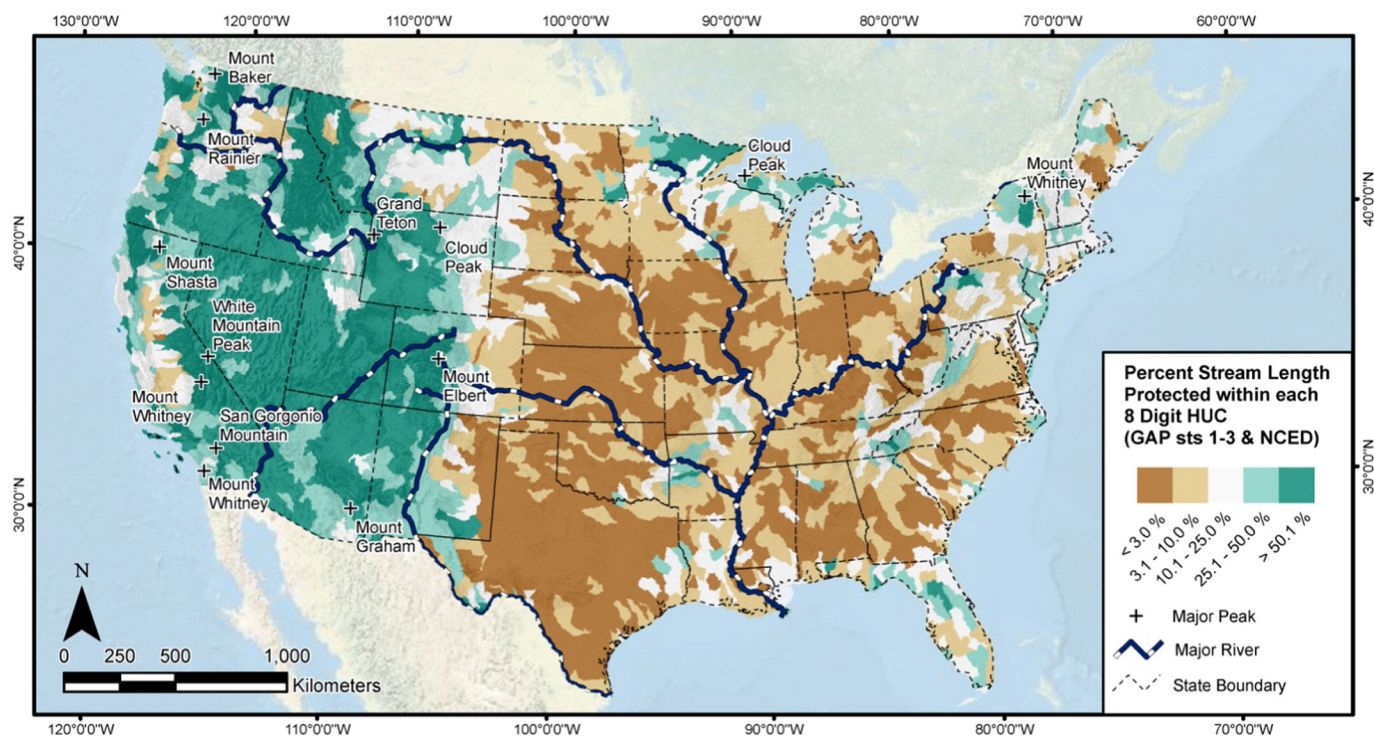 130°0'0"W
120°0'0"W
110°0'0"W
100°0'0"W
90°0'0"W
80°0'0"W
70°0'0"W
60°0'0"W
40°0'0"N
30°0'0"N
40°0'0"N
30°0'0"N
Mount
Baker
Mount
Rainier
Grand
Teton
Cloud
Peak
Cloud
Peak
Mount
Whitney
Mount
Shasta
White
Mountain
Peak
Mount
Whitney
Mount
Elbert
San Gorgonio
Mountain
Mount
Whitney
Mount
Graham
N
0 250 500 1,000
Kilometers
Percent Stream Length
Protected within each
8 Digit HUC
(GAP sts 1-3 & NCED)
< 3.0 %
3.1 - 10.0 %
10.1 - 25.0 %
25.1 - 50.0 %
> 50.1 %
Major Peak
Major River
State Boundary
120°0'0"W
110°0'0"W
100°0'0"W
90°0'0"W
80°0'0"W
70°0'0"W